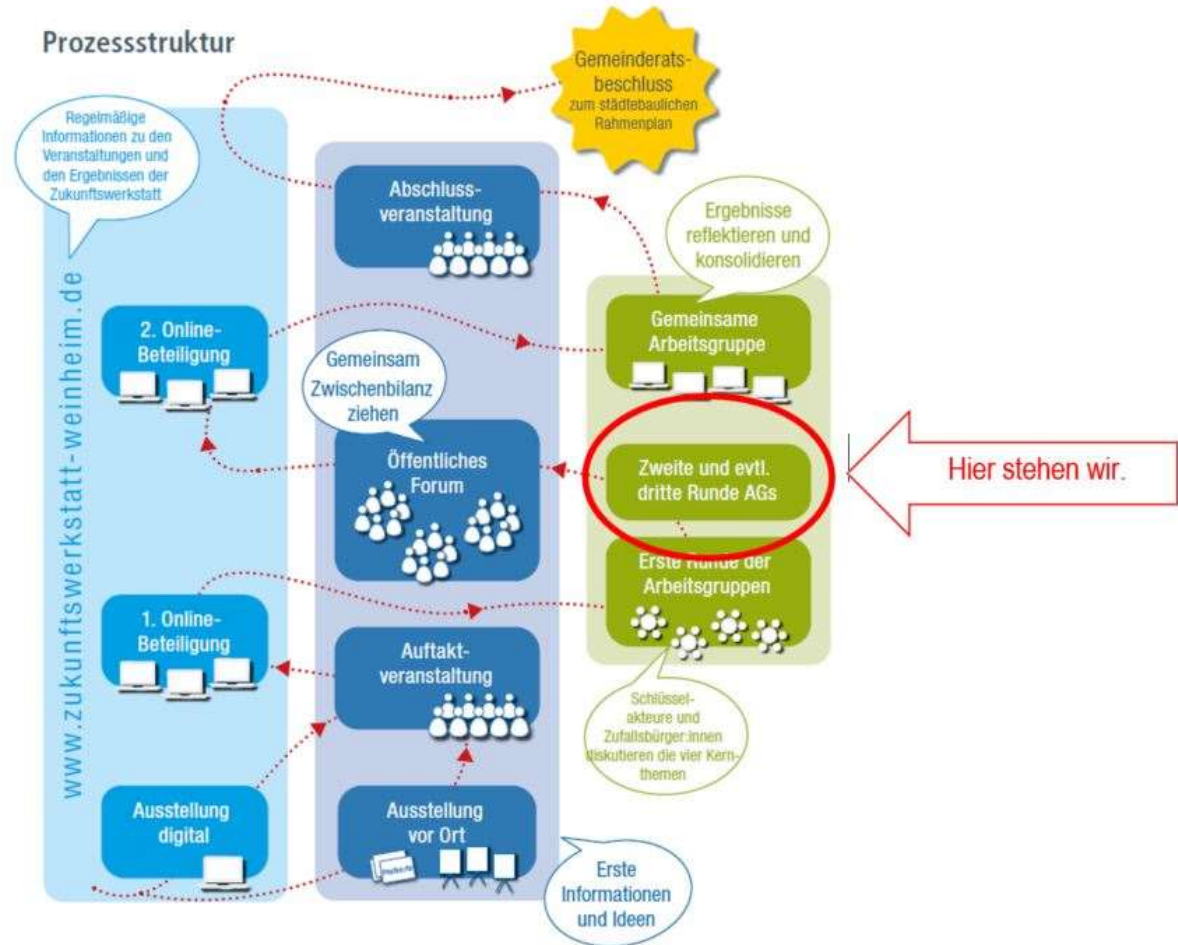 Prozessstruktur
Gemeinderats-
beschluss
zum städtebaulichen
Rahmenplan
Regelmäßige
Informationen zu den
Veranstaltungen und
den Ergebnissen der
Zukunftswerkstatt
www.zukunftswerkstatt-weinheim.de
Abschluss-
veranstaltung
Ergebnisse
reflektieren und
konsolidieren
2. Online-
Beteiligung
Gemeinsame
Arbeitsgruppe
Gemeinsam
Zwischenbilanz
ziehen
Öffentliches
Forum
Zweite und evtl.
dritte Runde AGs
Hier stehen wir.
Erste Runde der
Arbeitsgruppen
1. Online-
Beteiligung
Auftakt-
veranstaltung
Schlüssel-
akteure und
Zufallsbürger:innen
diskutieren die vier Kern-
themen
Ausstellung
digital
Ausstellung
vor Ort
Erste
Informationen
und Ideen